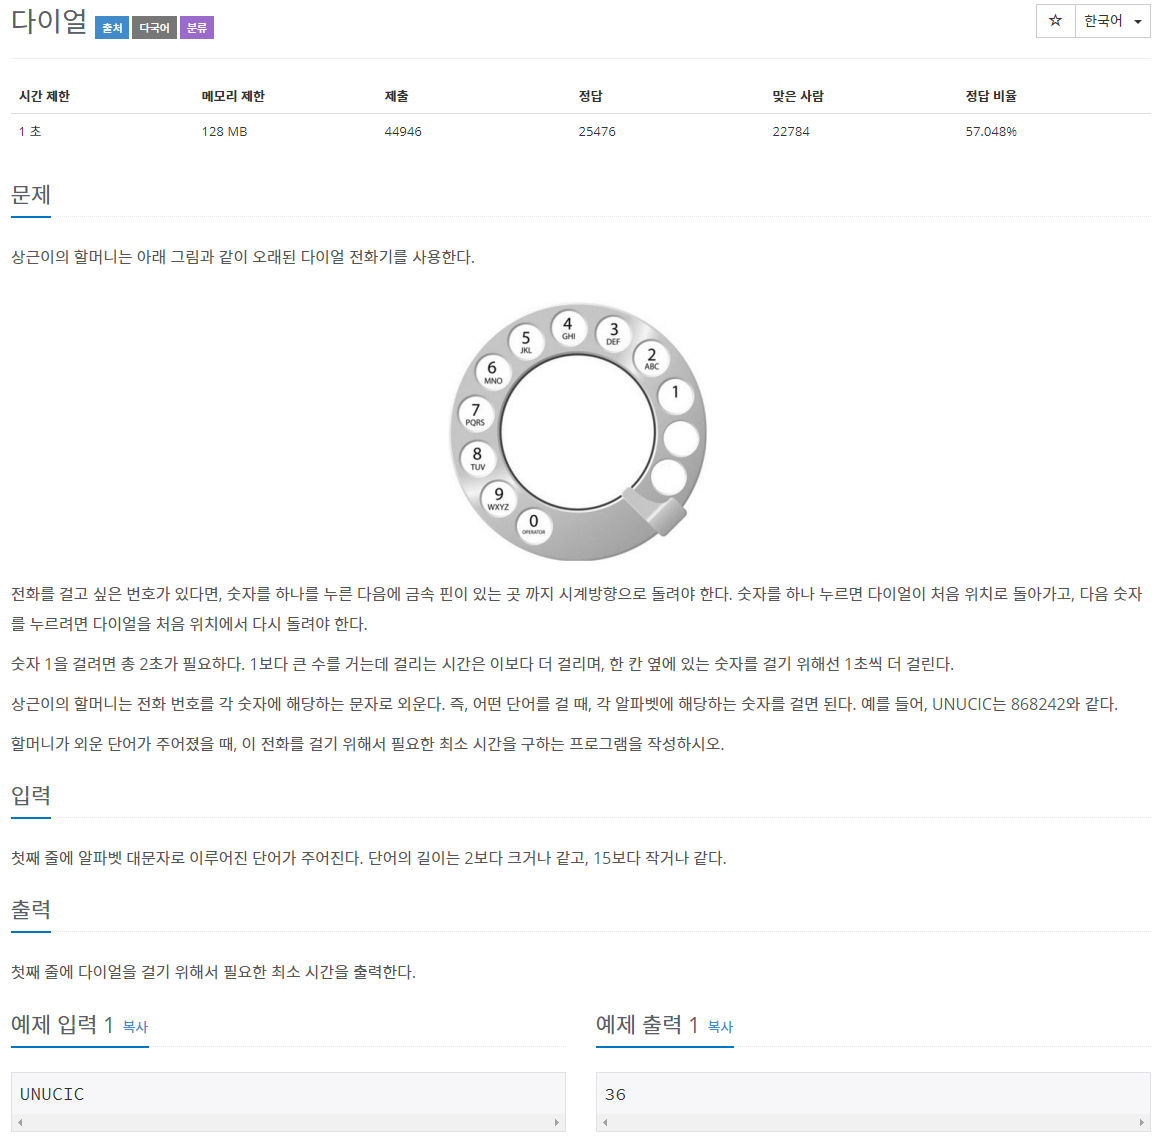 다이얼 출처 다국어 분류 ☆ 한국어
시간 제한 메모리 제한 제출 정답 맞은 사람 정답 비율
1 초 128 MB 44946 25476 22784 57.048%
문제
상근이의 할머니는 아래 그림과 같이 오래된 다이얼 전화기를 사용한다.
4 GHI
3 DEF
5 JKL
2 ABC
6 MNO
1
7 PQRS
8 TUV
9 WXYZ
0 OPERATOR
전화를 걸고 싶은 번호가 있다면, 숫자를 하나를 누른 다음에 금속 핀이 있는 곳 까지 시계방향으로 돌려야 한다. 숫자를 하나 누르면 다이얼이 처음 위치로 돌아가고, 다음 숫자
를 누르려면 다이얼을 처음 위치에서 다시 돌려야 한다.
숫자 1을 걸려면 총 2초가 필요하다. 1보다 큰 수를 거는데 걸리는 시간은 이보다 더 걸리며, 한 칸 옆에 있는 숫자를 걸기 위해선 1초씩 더 걸린다.
상근이의 할머니는 전화 번호를 각 숫자에 해당하는 문자로 외운다. 즉, 어떤 단어를 걸 때, 각 알파벳에 해당하는 숫자를 걸면 된다. 예를 들어, UNUCIC는 868242와 같다.
할머니가 외운 단어가 주어졌을 때, 이 전화를 걸기 위해서 필요한 최소 시간을 구하는 프로그램을 작성하시오.
입력
첫째 줄에 알파벳 대문자로 이루어진 단어가 주어진다. 단어의 길이는 2보다 크거나 같고, 15보다 작거나 같다.
출력
첫째 줄에 다이얼을 걸기 위해서 필요한 최소 시간을 출력한다.
예제 입력 1 복사 예제 출력 1 복사
UNUCIC 36